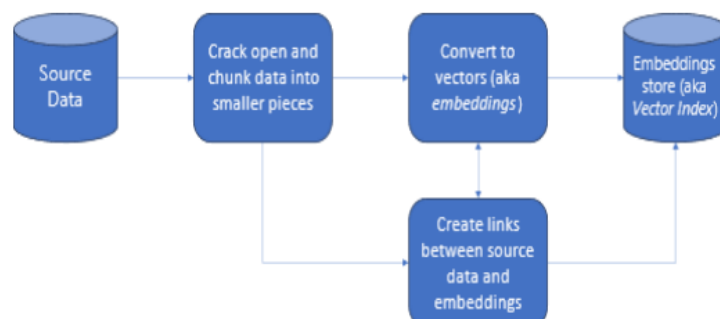 Source
Data
Crack open and
chunk data into
smaller pieces
Convert to
vectors (aka
embeddings)
Embeddings
store (aka
Vector Index)
Create links
between source
data and
embeddings